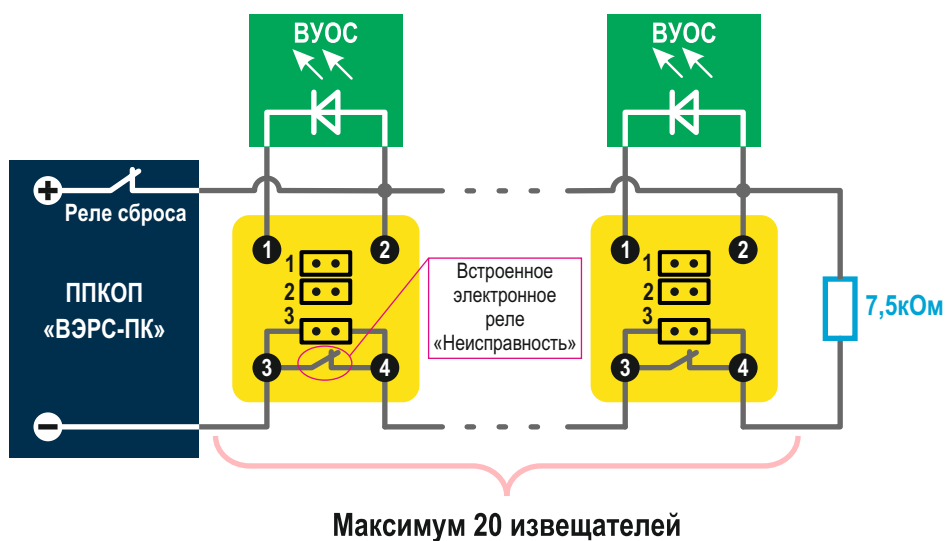 ВУОС
ВУОС
+
Реле сброса
ППКОП
«ВЭРС-ПК»
−
1
2
1
2
3
3
4
Встроенное
электронное
реле
«Неисправность»
1
2
1
2
3
3
4
7,5кОм
Максимум 20 извещателей